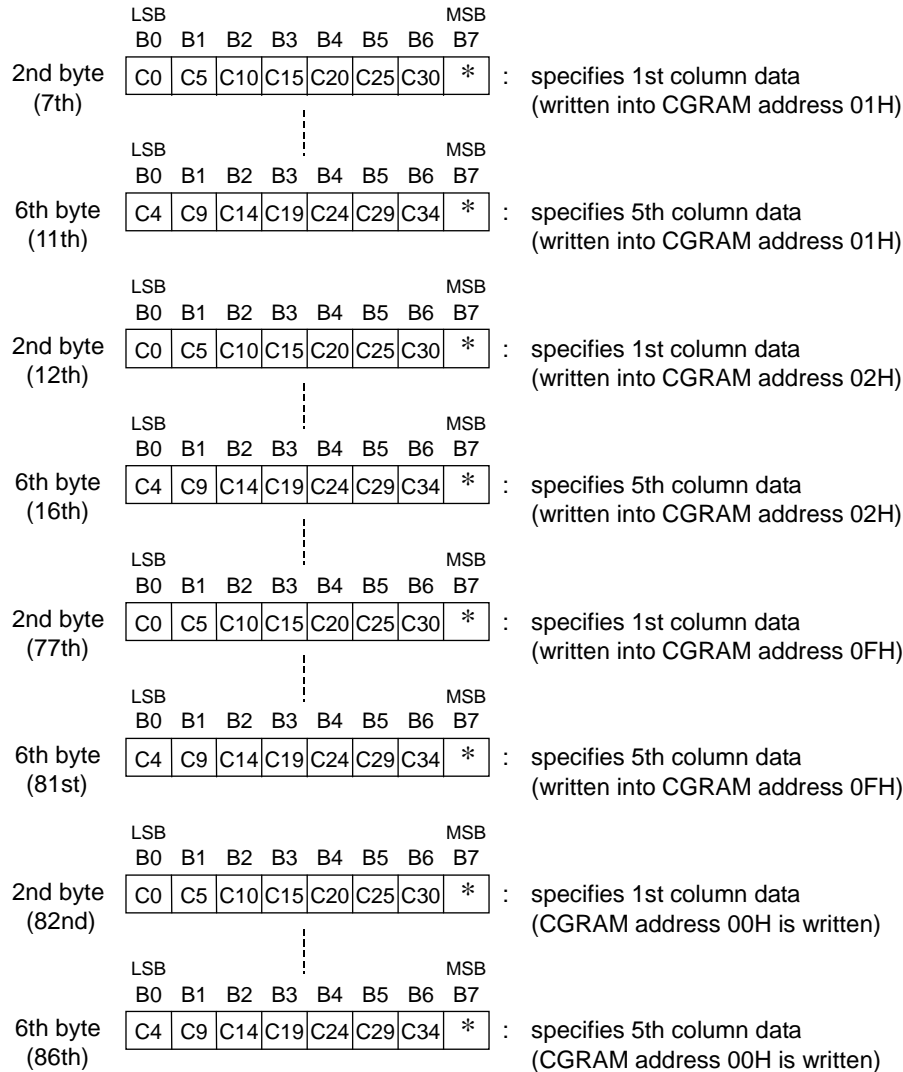 LSB MSB
B0 B1 B2 B3 B4 B5 B6 B7
2nd byte C0 C5 C10 C15 C20 C25 C30 * : specifies 1st column data
(7th) (written into CGRAM address 01H)
LSB MSB
B0 B1 B2 B3 B4 B5 B6 B7
6th byte C4 C9 C14 C19 C24 C29 C34 * : specifies 5th column data
(11th) (written into CGRAM address 01H)
LSB MSB
B0 B1 B2 B3 B4 B5 B6 B7
2nd byte C0 C5 C10 C15 C20 C25 C30 * : specifies 1st column data
(12th) (written into CGRAM address 02H)
LSB MSB
B0 B1 B2 B3 B4 B5 B6 B7
6th byte C4 C9 C14 C19 C24 C29 C34 * : specifies 5th column data
(16th) (written into CGRAM address 02H)
LSB MSB
B0 B1 B2 B3 B4 B5 B6 B7
2nd byte C0 C5 C10 C15 C20 C25 C30 * : specifies 1st column data
(77th) (written into CGRAM address 0FH)
LSB MSB
B0 B1 B2 B3 B4 B5 B6 B7
6th byte C4 C9 C14 C19 C24 C29 C34 * : specifies 5th column data
(81st) (written into CGRAM address 0FH)
LSB MSB
B0 B1 B2 B3 B4 B5 B6 B7
2nd byte C0 C5 C10 C15 C20 C25 C30 * : specifies 1st column data
(82nd) (CGRAM address 00H is written)
LSB MSB
B0 B1 B2 B3 B4 B5 B6 B7
6th byte C4 C9 C14 C19 C24 C29 C34 * : specifies 5th column data
(86th) (CGRAM address 00H is written)